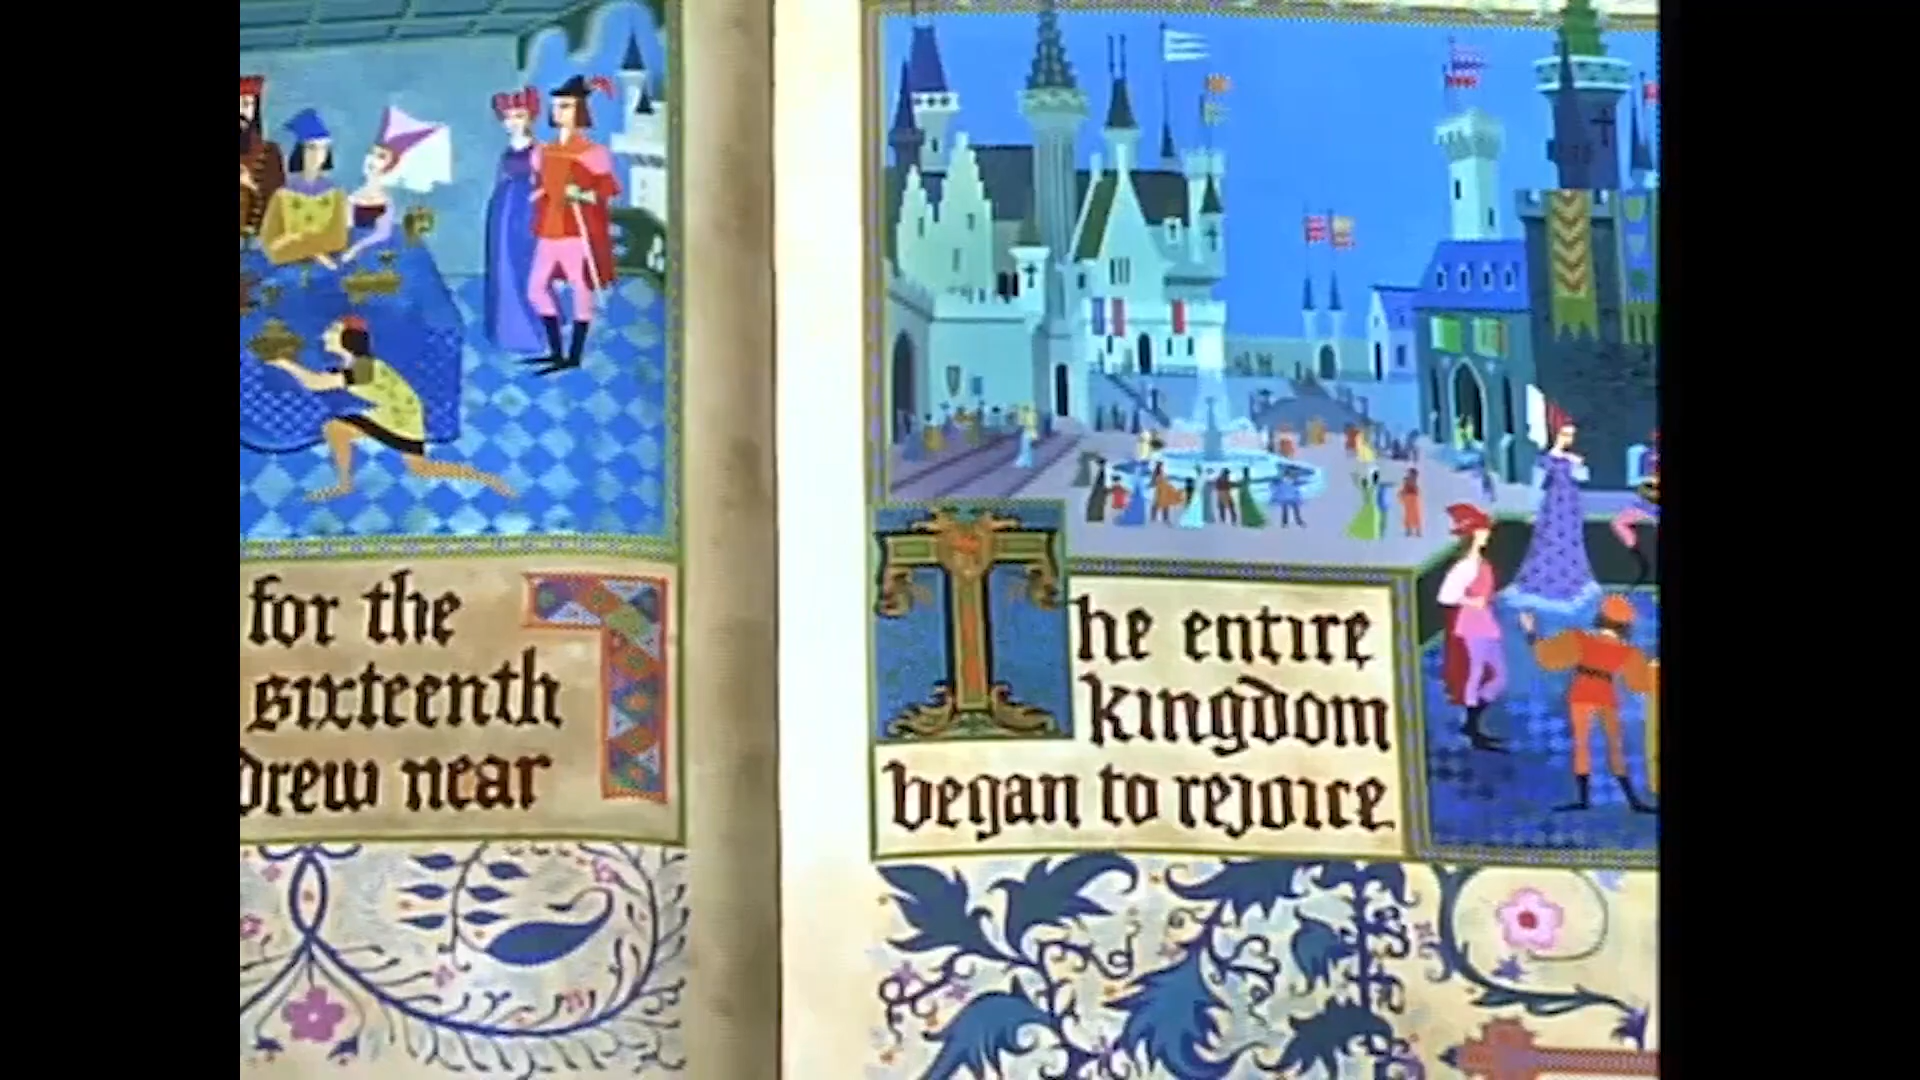 for the
sixteenth
drew near
The entire
kingdom
began to rejoice